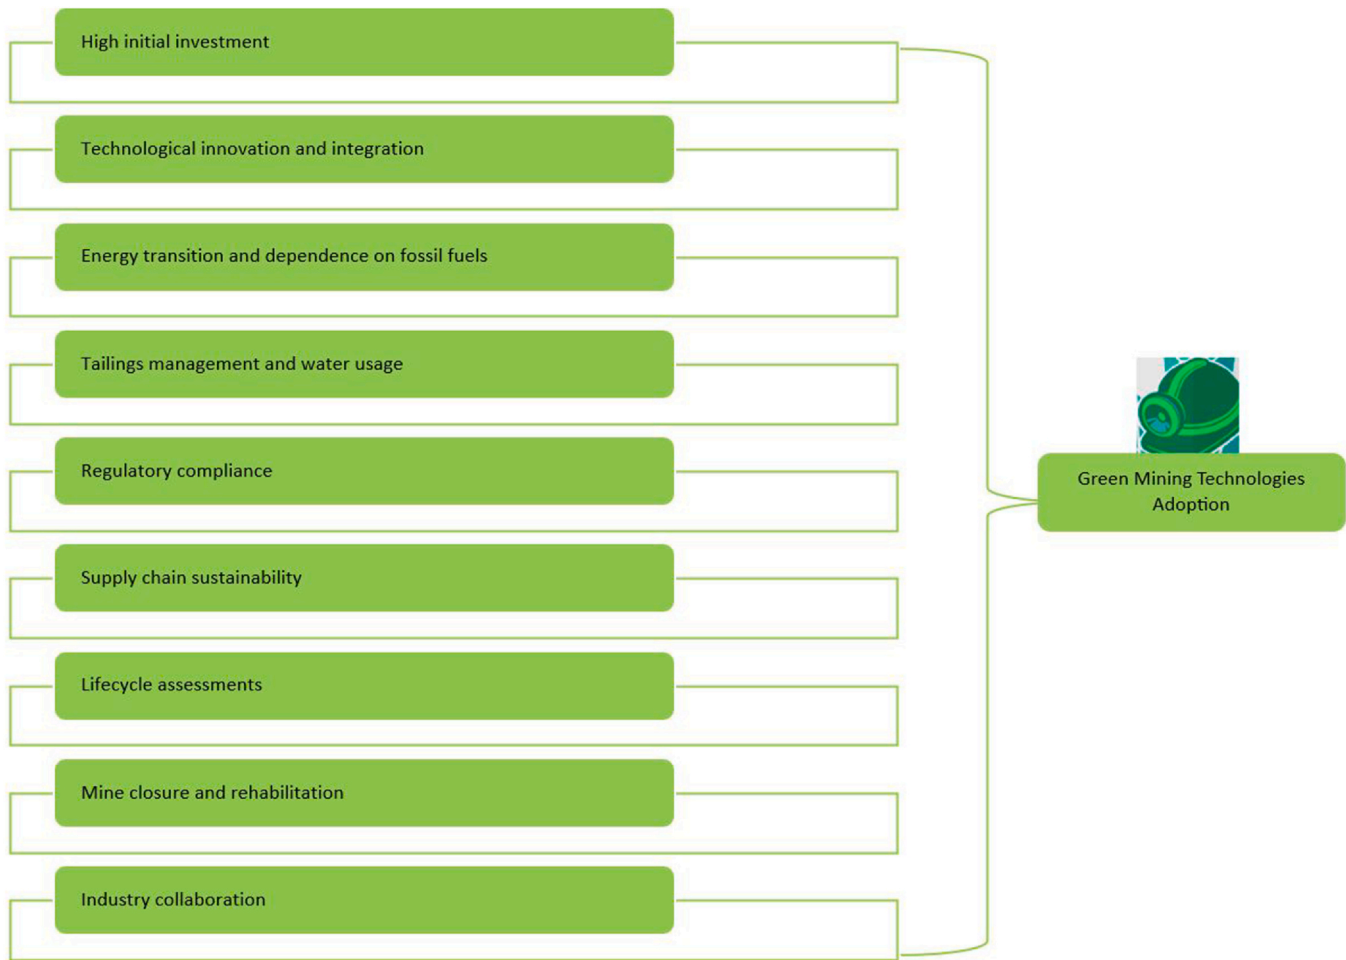 High initial investment
Technological innovation and integration
Energy transition and dependence on fossil fuels
Tailings management and water usage
Regulatory compliance
Supply chain sustainability
Lifecycle assessments
Mine closure and rehabilitation
Industry collaboration
Green Mining Technologies
Adoption